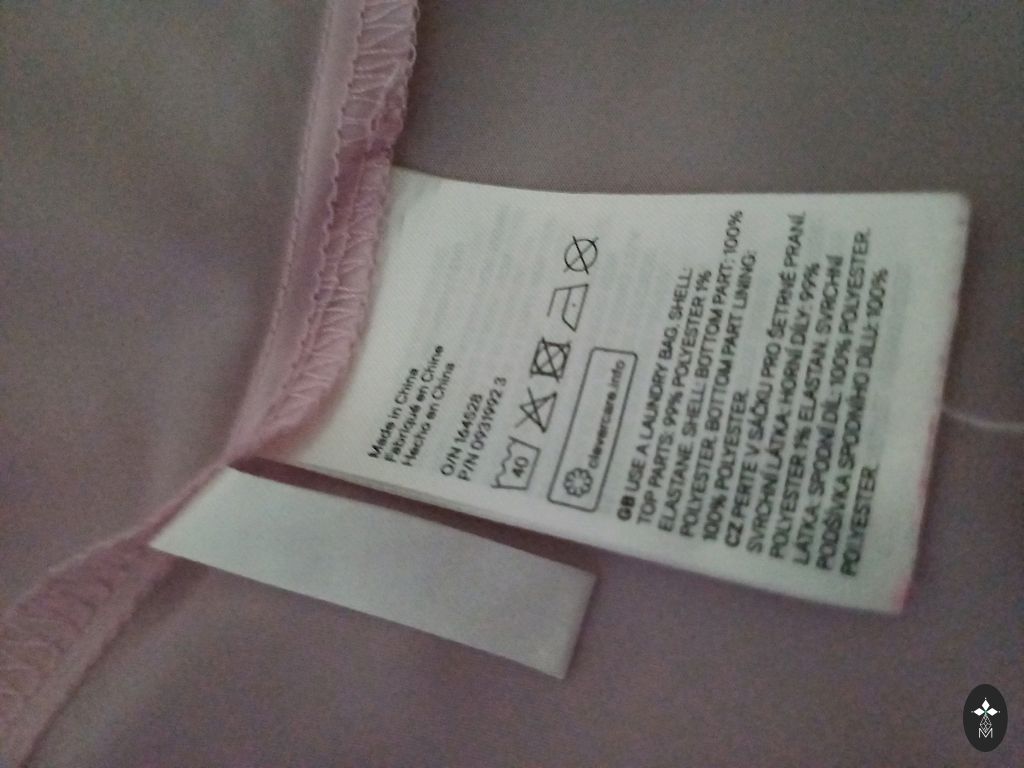 Made in China
Fabriqué en Chine
Hecho en China
O/N 164528
P/N 0931992.3
40
clevercare.info
GB USE A LAUNDRY BAG. SHELL:
TOP PARTS: 99% POLYESTER 1%
ELASTANE. SHELL BOTTOM PART: 100%
POLYESTER. BOTTOM PART LINING:
100% POLYESTER.
CZ PERTE V SÁČKU PRO ŠETRNÉ PRANÍ.
SVRCHNÍ LÁTKA: HORNÍ DÍLY: 99%
POLYESTER 1% ELASTAN. SVRCHNÍ
LÁTKA: SPODNÍ DÍL: 100% POLYESTER.
PODŠÍVKA SPODNÍHO DÍLU: 100%
POLYESTER
M